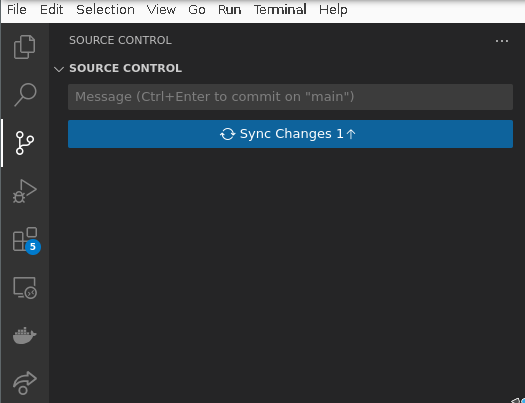 File Edit Selection View Go Run Terminal Help
SOURCE CONTROL
SOURCE CONTROL
Message (Ctrl+Enter to commit on "main")
Sync Changes 1↑
5